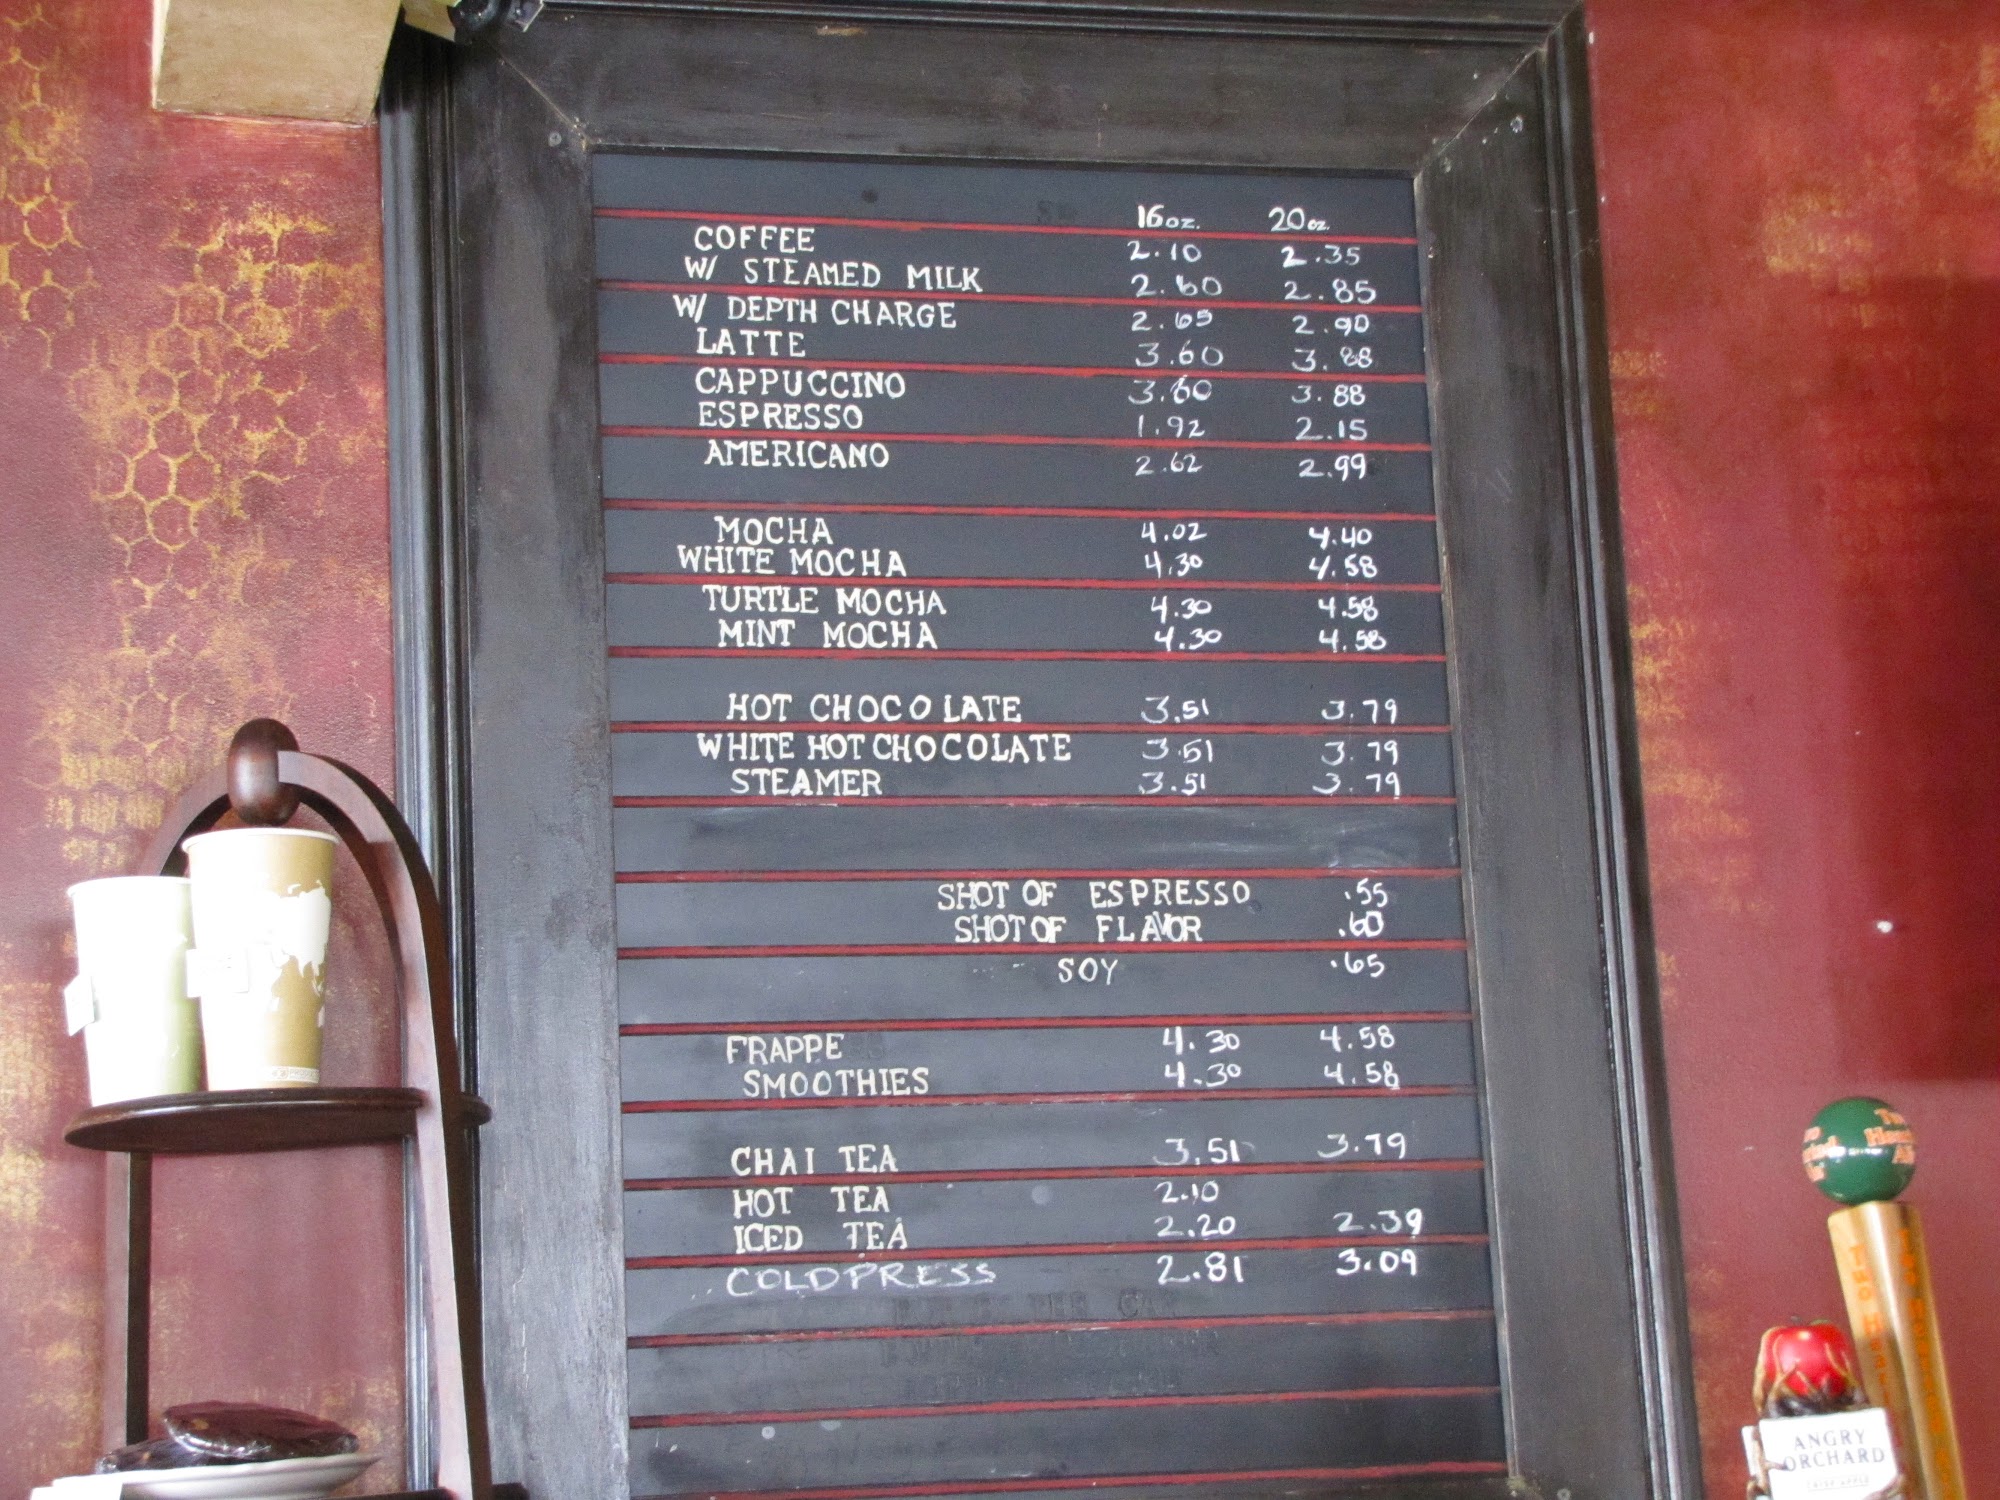 16oz. 20oz.
COFFEE 2.10 2.35
W/ STEAMED MILK 2.60 2.85
W/ DEPTH CHARGE 2.65 2.90
LATTE 3.60 3.88
CAPPUCCINO 3.60 3.88
ESPRESSO 1.92 2.15
AMERICANO 2.62 2.99
MOCHA 4.02 4.40
WHITE MOCHA 4.30 4.58
TURTLE MOCHA 4.30 4.58
MINT MOCHA 4.30 4.58
HOT CHOCOLATE 3.51 3.79
WHITE HOT CHOCOLATE 3.51 3.79
STEAMER 3.51 3.79
SHOT OF ESPRESSO .55
SHOT OF FLAVOR .60
SOY .65
FRAPPE 4.30 4.58
SMOOTHIES 4.30 4.58
CHAI TEA 3.51 3.79
HOT TEA 2.10
ICED TEA 2.20 2.39
COLD PRESS 2.81 3.09
ANGRY
ORCHARD
CRISP APPLE